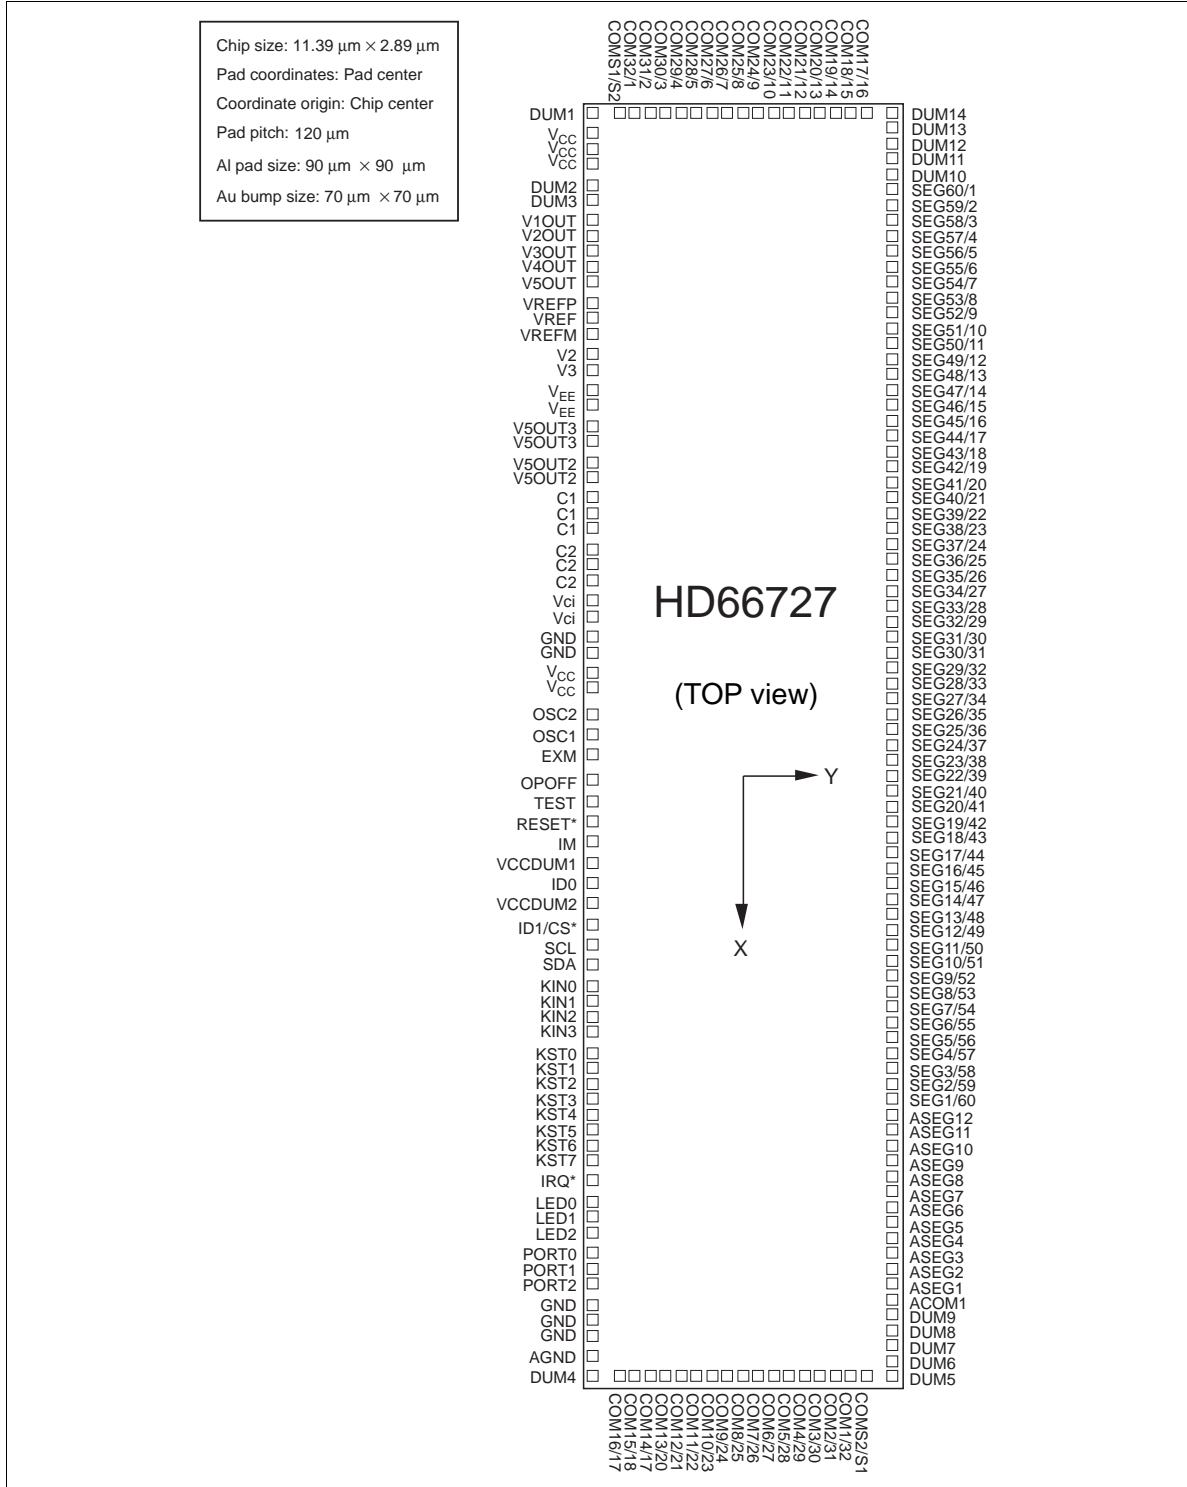 Chip size: 11.39 µm × 2.89 µm
Pad coordinates: Pad center
Coordinate origin: Chip center
Pad pitch: 120 µm
Al pad size: 90 µm × 90 µm
Au bump size: 70 µm × 70 µm
COMS1/S2
COM32/1
COM31/2
COM30/3
COM29/4
COM28/5
COM27/6
COM26/7
COM25/8
COM24/9
COM23/10
COM22/11
COM21/12
COM20/13
COM19/14
COM18/15
COM17/16
DUM1
VCC
VCC
VCC
DUM2
DUM3
V1OUT
V2OUT
V3OUT
V4OUT
V5OUT
VREFP
VREF
VREFM
V2
V3
VEE
VEE
V5OUT3
V5OUT3
V5OUT2
V5OUT2
C1
C1
C1
C2
C2
C2
Vci
Vci
GND
GND
VCC
VCC
OSC2
OSC1
EXM
OPOFF
TEST
RESET*
IM
VCCDUM1
ID0
VCCDUM2
ID1/CS*
SCL
SDA
KIN0
KIN1
KIN2
KIN3
KST0
KST1
KST2
KST3
KST4
KST5
KST6
KST7
IRQ*
LED0
LED1
LED2
PORT0
PORT1
PORT2
GND
GND
GND
AGND
DUM4
HD66727
(TOP view)
Y
X
DUM14
DUM13
DUM12
DUM11
DUM10
SEG60/1
SEG59/2
SEG58/3
SEG57/4
SEG56/5
SEG55/6
SEG54/7
SEG53/8
SEG52/9
SEG51/10
SEG50/11
SEG49/12
SEG48/13
SEG47/14
SEG46/15
SEG45/16
SEG44/17
SEG43/18
SEG42/19
SEG41/20
SEG40/21
SEG39/22
SEG38/23
SEG37/24
SEG36/25
SEG35/26
SEG34/27
SEG33/28
SEG32/29
SEG31/30
SEG30/31
SEG29/32
SEG28/33
SEG27/34
SEG26/35
SEG25/36
SEG24/37
SEG23/38
SEG22/39
SEG21/40
SEG20/41
SEG19/42
SEG18/43
SEG17/44
SEG16/45
SEG15/46
SEG14/47
SEG13/48
SEG12/49
SEG11/50
SEG10/51
SEG9/52
SEG8/53
SEG7/54
SEG6/55
SEG5/56
SEG4/57
SEG3/58
SEG2/59
SEG1/60
ASEG12
ASEG11
ASEG10
ASEG9
ASEG8
ASEG7
ASEG6
ASEG5
ASEG4
ASEG3
ASEG2
ASEG1
ACOM1
DUM9
DUM8
DUM7
DUM6
DUM5
COM16/17
COM15/18
COM14/17
COM13/20
COM12/21
COM11/22
COM10/23
COM9/24
COM8/25
COM7/26
COM6/27
COM5/28
COM4/29
COM3/30
COM2/31
COM1/32
COMS2/S1